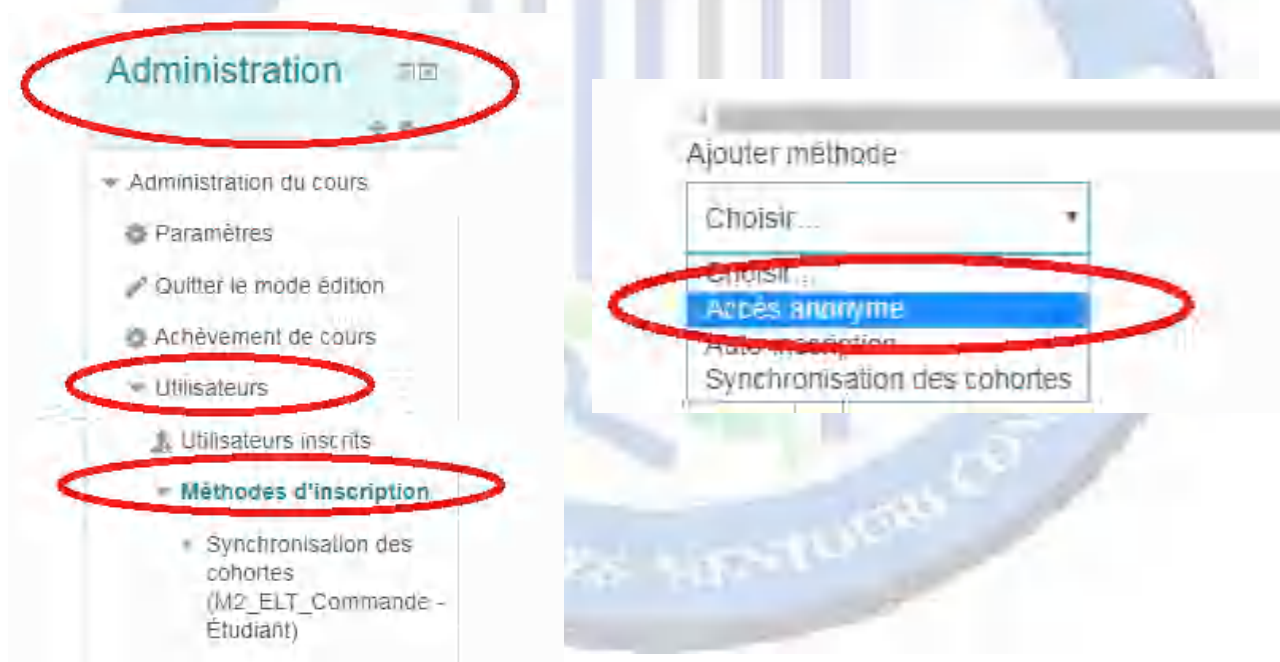 Administration
Administration du cours
Paramètres
Quitter le mode édition
Achèvement de cours
Utilisateurs
Utilisateurs inscrits
Méthodes d'inscription
Synchronisation des
cohortes
(M2_ELT_Commande -
Étudiant)
Ajouter méthode
Choisir...
Choisir...
Accès anonyme
Auto-inscription
Synchronisation des cohortes
MENTOURI